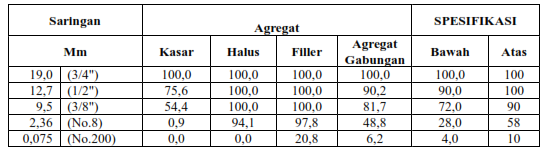 Saringan Agregat SPESIFIKASI
Mm Kasar Halus Filler Agregat Gabungan Bawah Atas
19,0 (3/4") 100,0 100,0 100,0 100,0 100,0 100
12,7 (1/2") 75,6 100,0 100,0 90,2 90,0 100
9,5 (3/8") 54,4 100,0 100,0 81,7 72,0 90
2,36 (No.8) 0,9 94,1 97,8 48,8 28,0 58
0,075 (No.200) 0,0 0,0 20,8 6,2 4,0 10